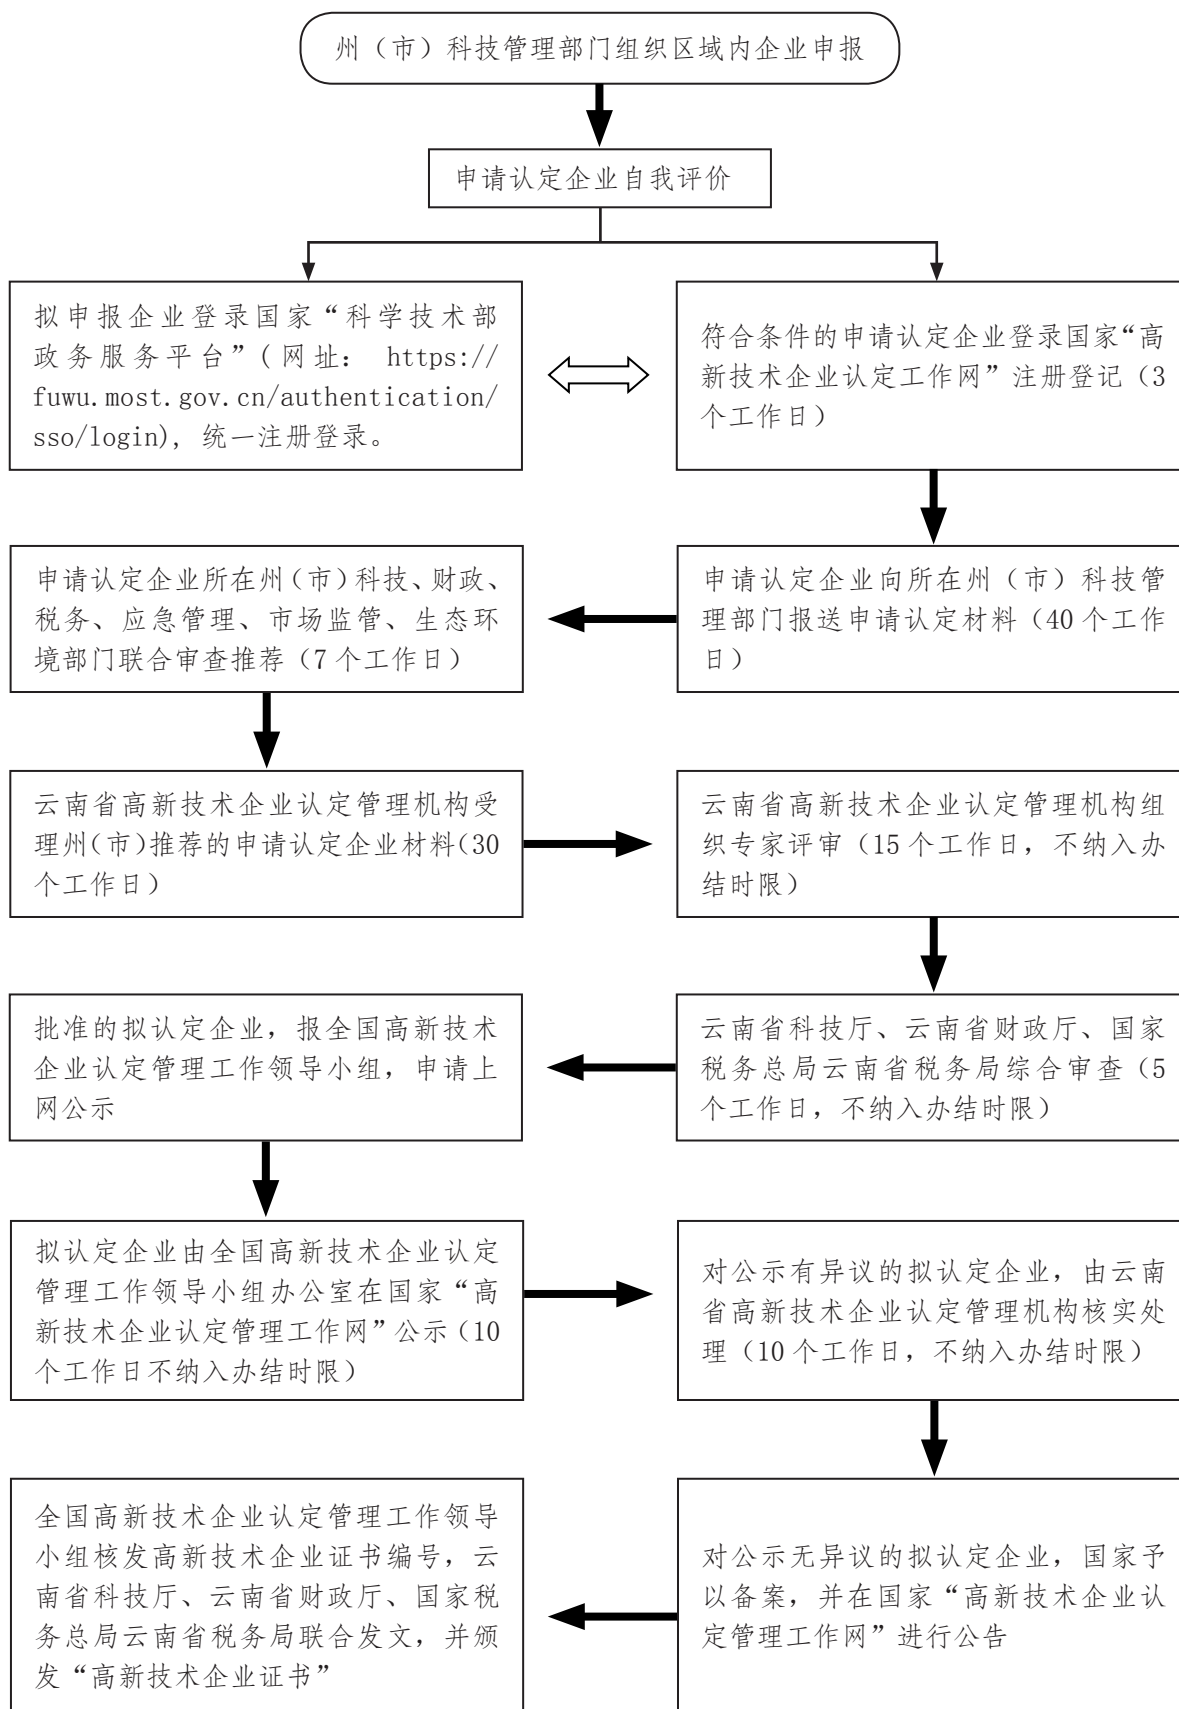 州（市）科技管理部门组织区域内企业申报
申请认定企业自我评价
拟申报企业登录国家“科学技术部
政务服务平台”(网址： https://
fuwu.most.gov.cn/authentication/
sso/login), 统一注册登录。
符合条件的申请认定企业登录国家“高
新技术企业认定工作网”注册登记（3
个工作日）
申请认定企业向所在州（市）科技管
理部门报送申请认定材料（40 个工作
日）
申请认定企业所在州（市）科技、财政、
税务、应急管理、市场监管、生态环
境部门联合审查推荐（7 个工作日）
云南省高新技术企业认定管理机构受
理州（市）推荐的申请认定企业材料（30
个工作日）
云南省高新技术企业认定管理机构组
织专家评审（15 个工作日，不纳入办
结时限）
云南省科技厅、云南省财政厅、国家
税务总局云南省税务局综合审查（5
个工作日，不纳入办结时限）
批准的拟认定企业，报全国高新技术
企业认定管理工作领导小组，申请上
网公示
拟认定企业由全国高新技术企业认定
管理工作领导小组办公室在国家“高
新技术企业认定管理工作网”公示（10
个工作日不纳入办结时限）
对公示有异议的拟认定企业，由云南
省高新技术企业认定管理机构核实处
理（10 个工作日，不纳入办结时限）
对公示无异议的拟认定企业，国家予
以备案，并在国家“高新技术企业认
定管理工作网”进行公告
全国高新技术企业认定管理工作领导
小组核发高新技术企业证书编号，云
南省科技厅、云南省财政厅、国家税
务总局云南省税务局联合发文，并颁
发“高新技术企业证书”